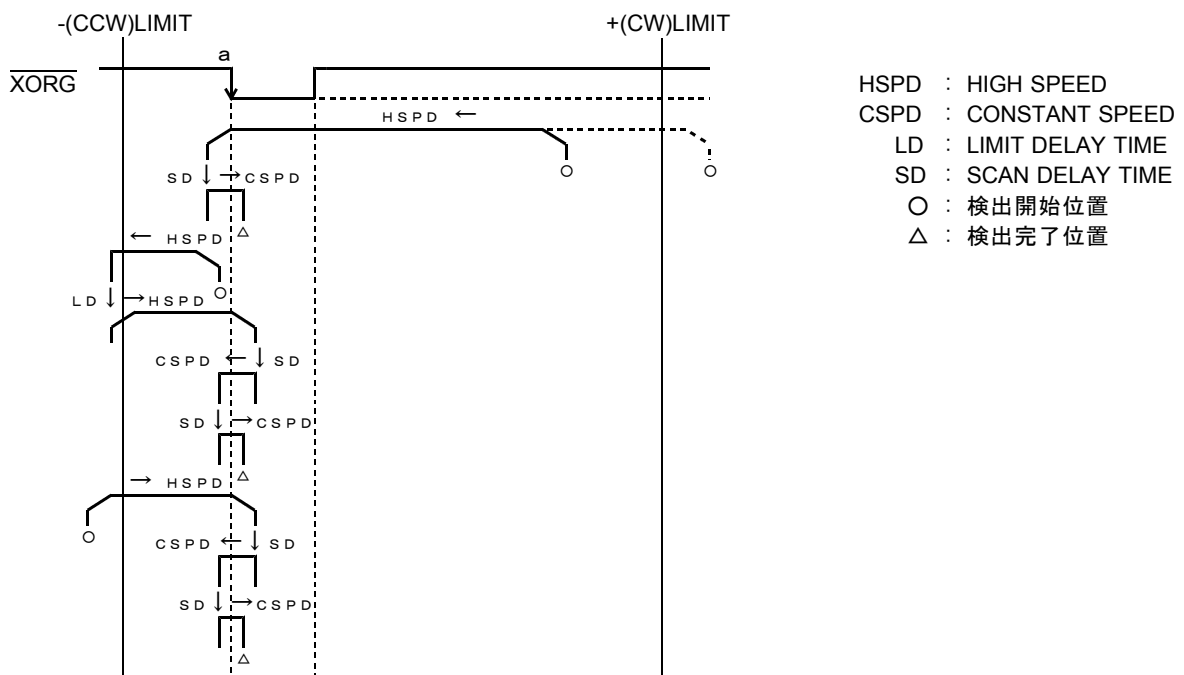 -(CCW)LIMIT
+(CW)LIMIT
a
XORG
HSPD ←
SD ↓ → CSPD
△
← HSPD
○
○
○
LD ↓ → HSPD
CSPD ← ↓ SD
SD ↓ → CSPD
△
→ HSPD
○
CSPD ← ↓ SD
SD ↓ → CSPD
△
HSPD : HIGH SPEED
CSPD : CONSTANT SPEED
LD : LIMIT DELAY TIME
SD : SCAN DELAY TIME
○ : 検出開始位置
△ : 検出完了位置